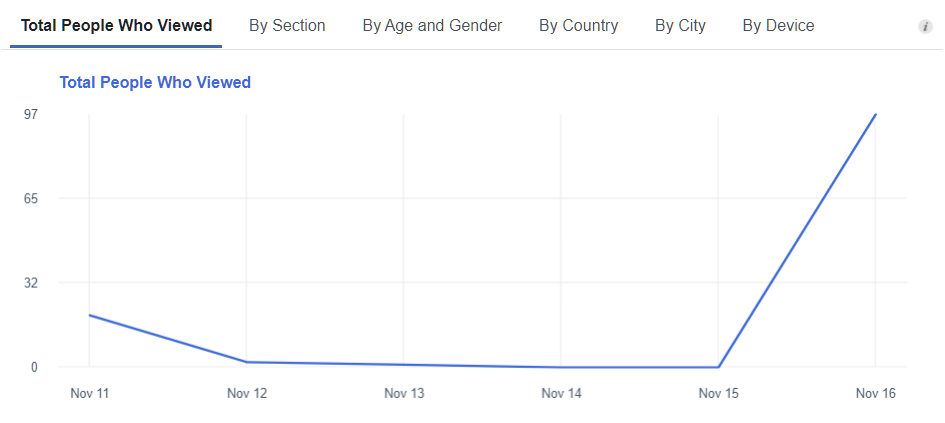 Total People Who Viewed By Section By Age and Gender By Country By City By Device i
Total People Who Viewed
97
65
32
0
Nov 11 Nov 12 Nov 13 Nov 14 Nov 15 Nov 16